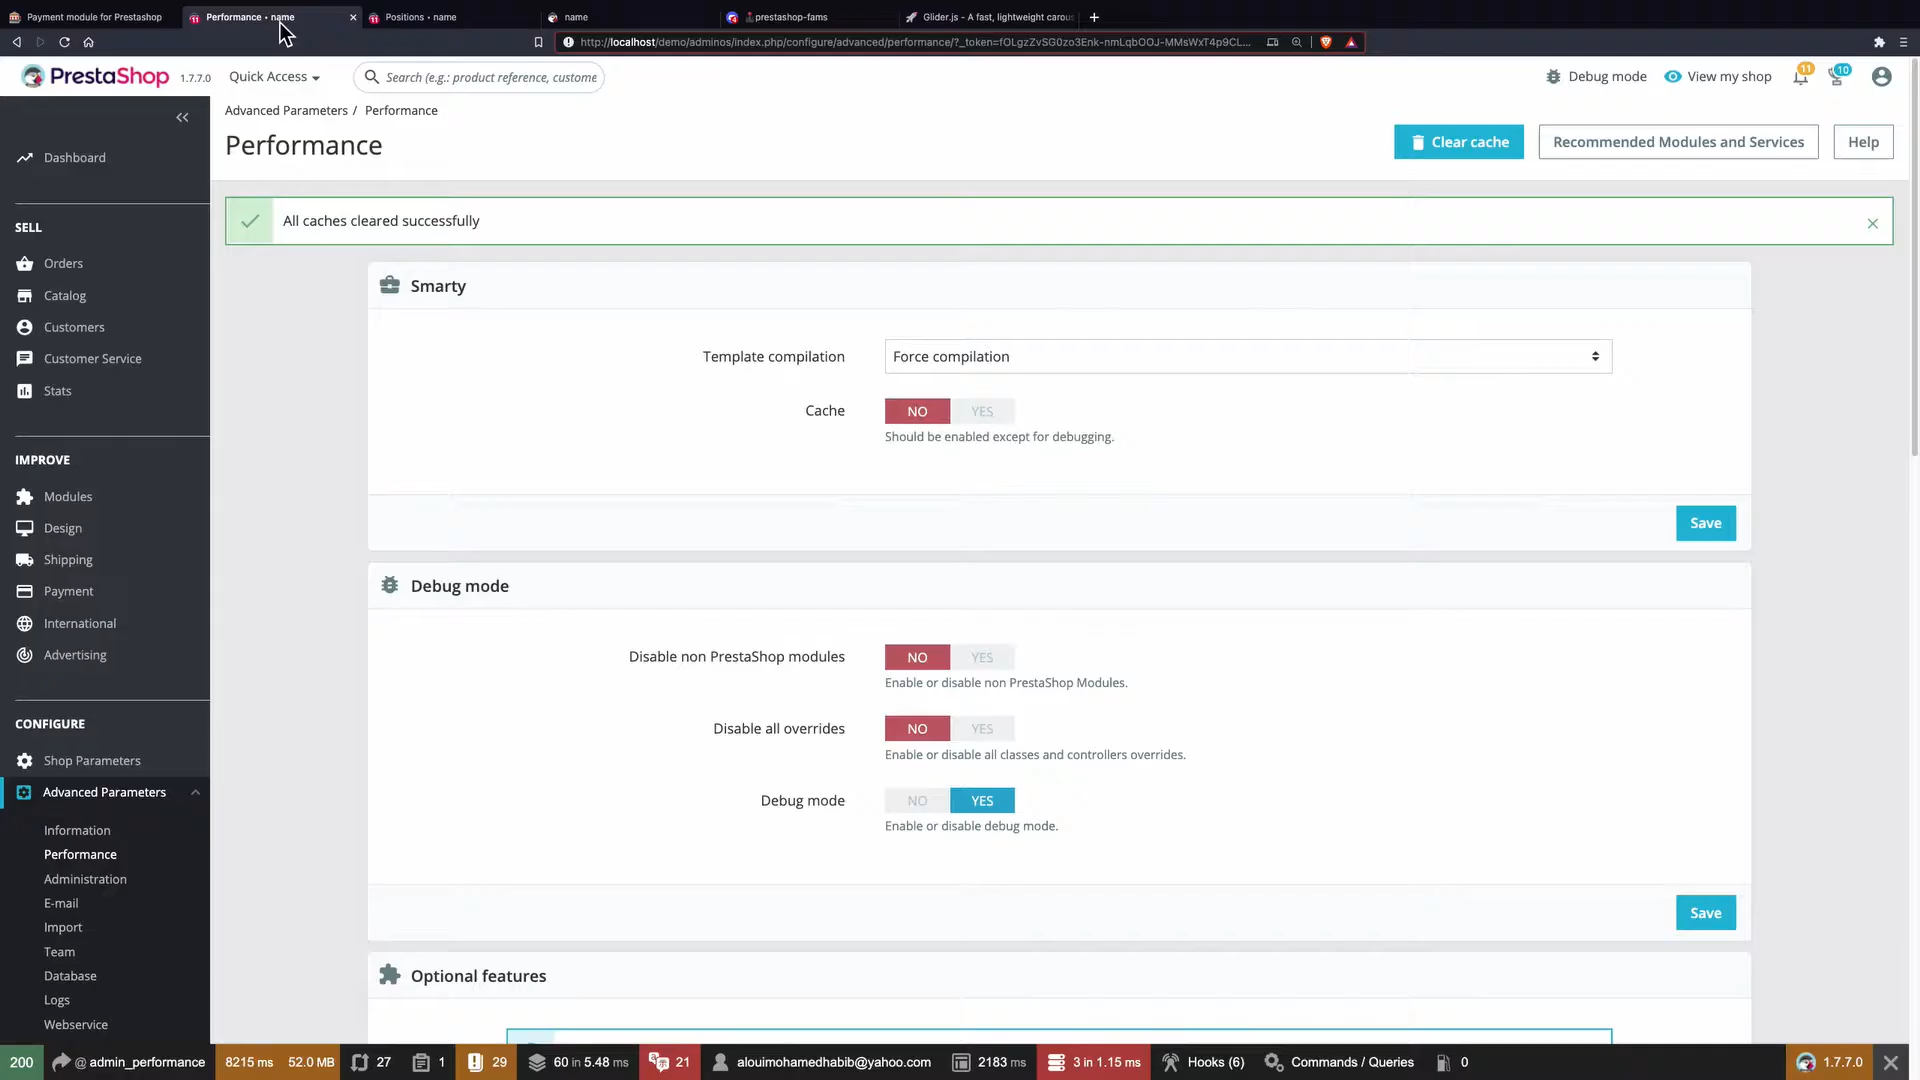 Payment module for Prestashop
Performance • name
Positions • name
name
prestashop-fams
Glider.js - A fast, lightweight carou
http://localhost/demo/adminos/index.php/configure/advanced/performance/?_token=fOLgzZvSG0zo3Enk-nmLqbOOJ-MMsWxT4p9CL...
PrestaShop 1.7.7.0
Quick Access
Search (e.g.: product reference, custome
Debug mode
View my shop
11
10
Advanced Parameters / Performance
Performance
Clear cache
Recommended Modules and Services
Help
All caches cleared successfully
Dashboard
SELL
Orders
Catalog
Customers
Customer Service
Stats
IMPROVE
Modules
Design
Shipping
Payment
International
Advertising
CONFIGURE
Shop Parameters
Advanced Parameters
Information
Performance
Administration
E-mail
Import
Team
Database
Logs
Webservice
Smarty
Template compilation
Force compilation
Cache
NO YES
Should be enabled except for debugging.
Save
Debug mode
Disable non PrestaShop modules
NO YES
Enable or disable non PrestaShop Modules.
Disable all overrides
NO YES
Enable or disable all classes and controllers overrides.
Debug mode
NO YES
Enable or disable debug mode.
Save
Optional features
200 @ admin_performance 8215 ms 52.0 MB 27 1 29 60 in 5.48 ms 21 alouimohamedhabib@yahoo.com 2183 ms 3 in 1.15 ms Hooks (6) Commands / Queries 0 1.7.7.0